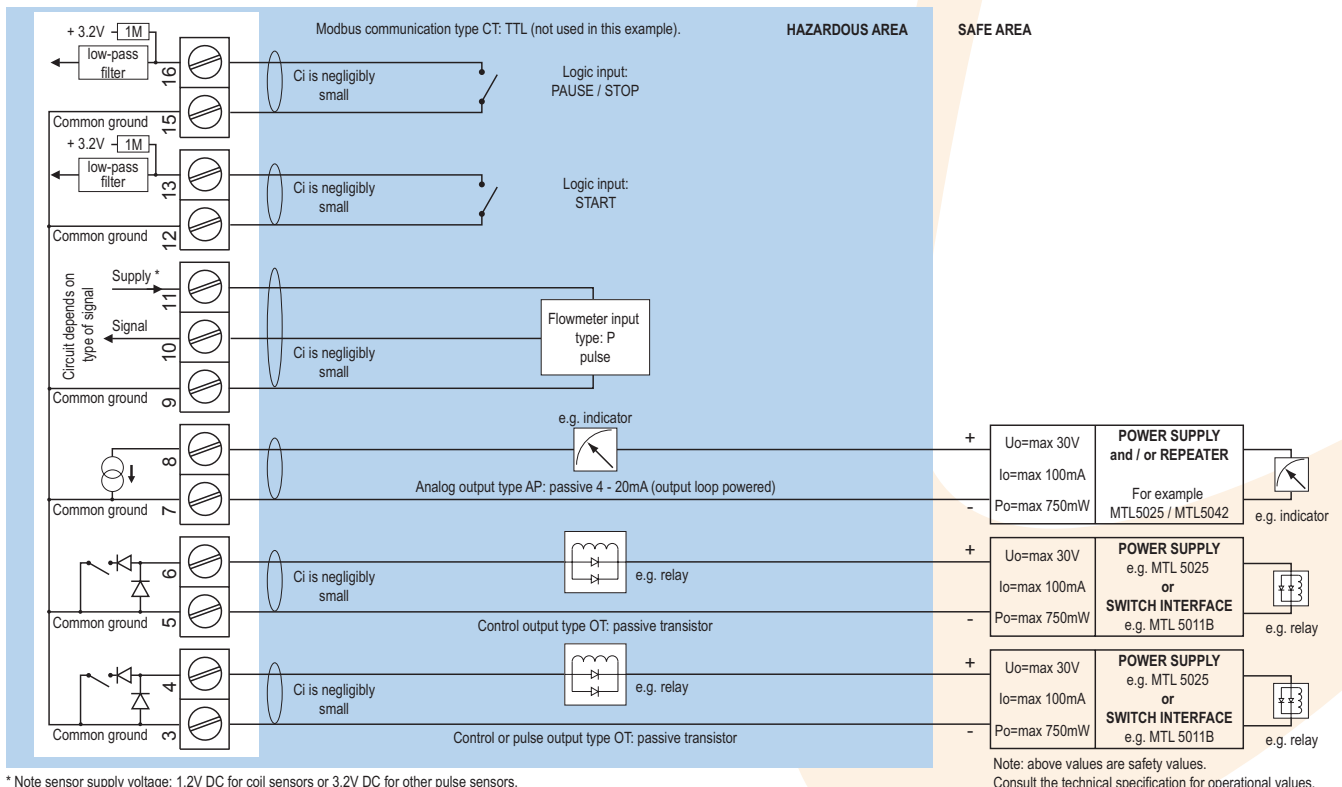 Modbus communication type CT: TTL (not used in this example).
HAZARDOUS AREA
SAFE AREA
+ 3.2V
1M
low-pass
filter
16
Ci is negligibly
small
Logic input:
PAUSE / STOP
Common ground
15
+ 3.2V
1M
low-pass
filter
13
Ci is negligibly
small
Logic input:
START
Common ground
12
Circuit depends on
type of signal
Supply *
11
Signal
10
Ci is negligibly
small
Flowmeter input
type: P
pulse
Common ground
9
e.g. indicator
8
Analog output type AP: passive 4 - 20mA (output loop powered)
Common ground
7
+
-
Uo=max 30V
Io=max 100mA
Po=max 750mW
POWER SUPPLY
and / or REPEATER
For example
MTL5025 / MTL5042
e.g. indicator
6
Ci is negligibly
small
e.g. relay
Common ground
5
Control output type OT: passive transistor
+
-
Uo=max 30V
Io=max 100mA
Po=max 750mW
POWER SUPPLY
e.g. MTL 5025
or
SWITCH INTERFACE
e.g. MTL 5011B
e.g. relay
4
Ci is negligibly
small
e.g. relay
Common ground
3
Control or pulse output type OT: passive transistor
+
-
Uo=max 30V
Io=max 100mA
Po=max 750mW
POWER SUPPLY
e.g. MTL 5025
or
SWITCH INTERFACE
e.g. MTL 5011B
e.g. relay
Note: above values are safety values.
Consult the technical specification for operational values.
* Note sensor supply voltage: 1.2V DC for coil sensors or 3.2V DC for other pulse sensors.